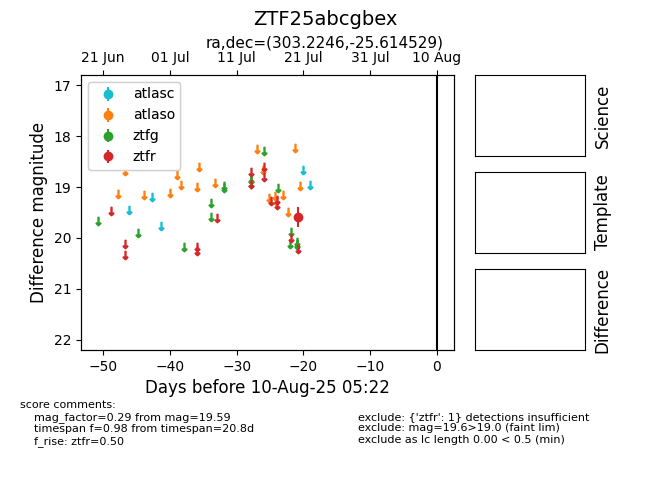 ZTF25abcgbex
ra,dec=(303.2246,-25.614529)
21 Jun 01 Jul 11 Jul 21 Jul 31 Jul 10 Aug
atlasc
atlaso
ztfg
ztfr
17
18
19
20
21
22
Difference magnitude
−50 −40 −30 −20 −10 0
Days before 10-Aug-25 05:22
Science
Template
Difference
score comments:
mag_factor=0.29 from mag=19.59
timespan f=0.98 from timespan=20.8d
f_rise: ztfr=0.50
exclude: {'ztfr': 1} detections insufficient
exclude: mag=19.6>19.0 (faint lim)
exclude as lc length 0.00 < 0.5 (min)